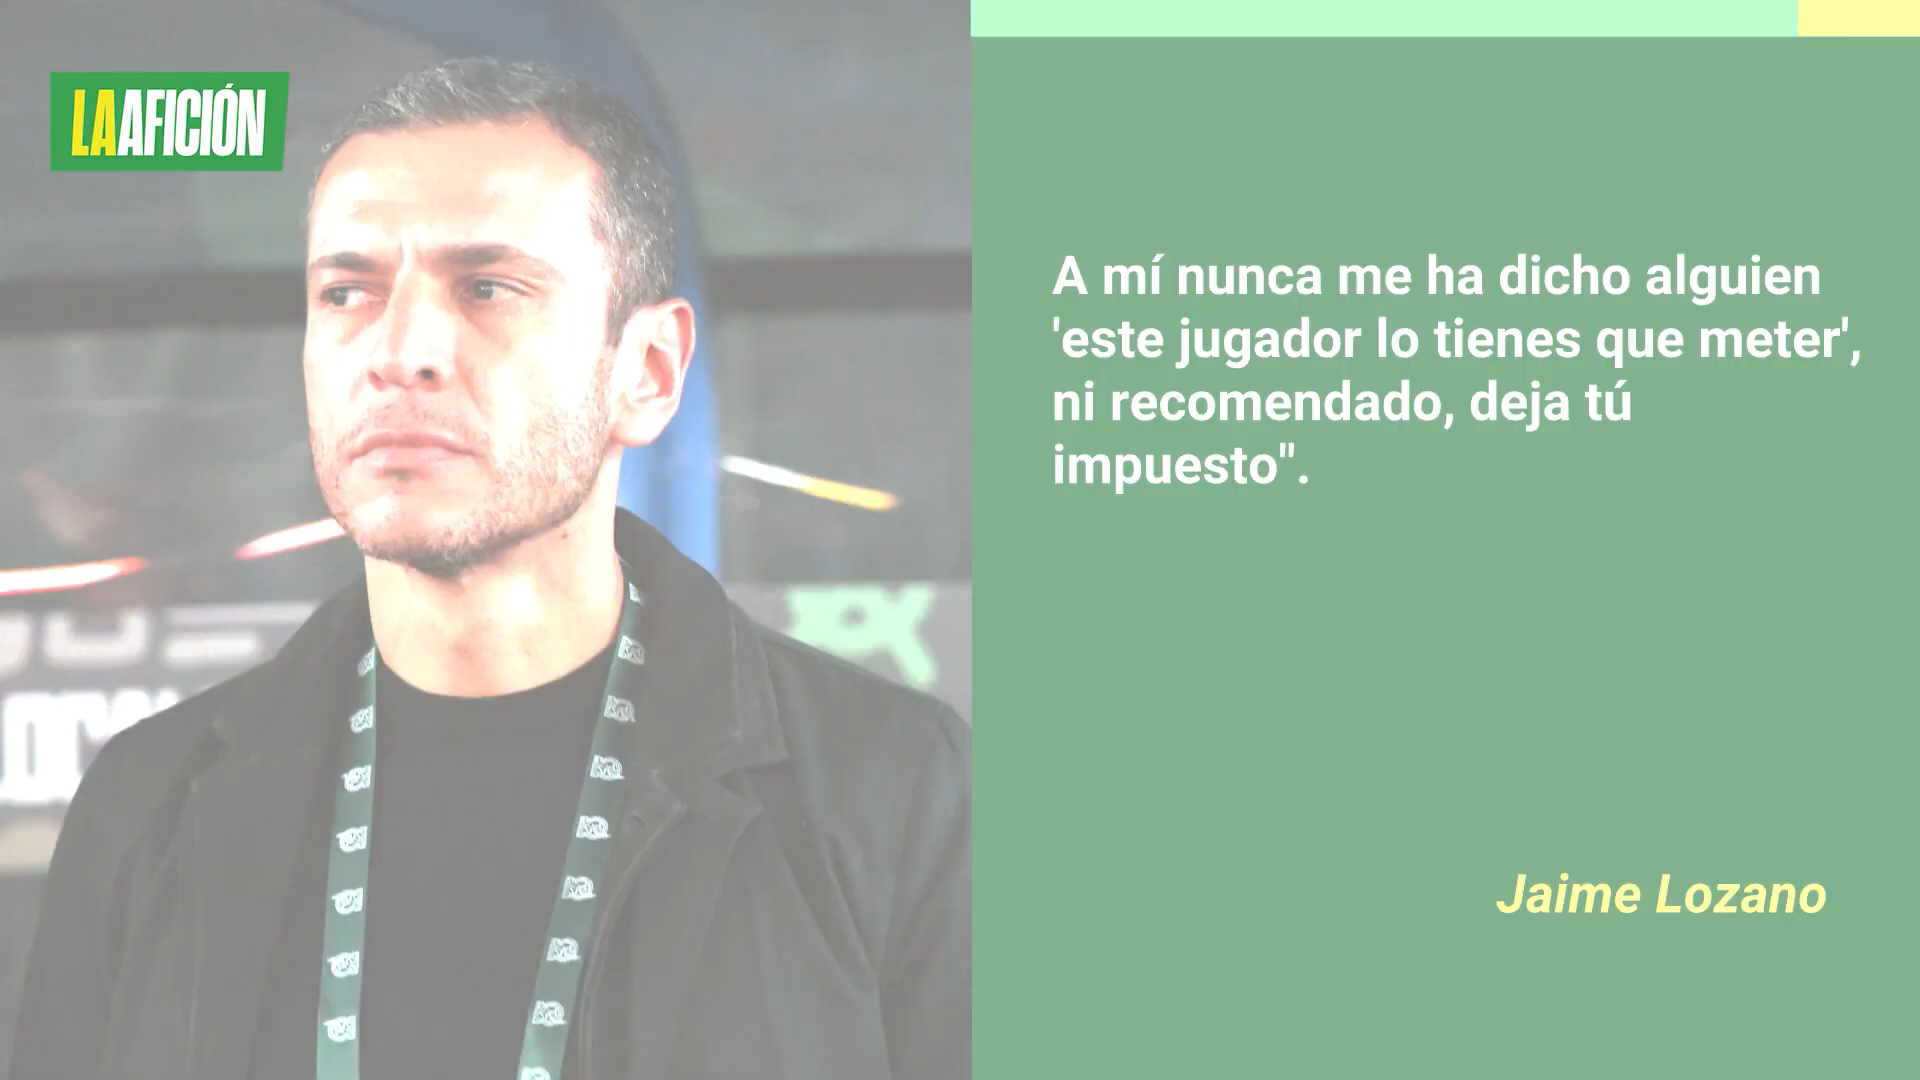 LAAFICIÓN
A mí nunca me ha dicho alguien
'este jugador lo tienes que meter',
ni recomendado, deja tú
impuesto".
Jaime Lozano